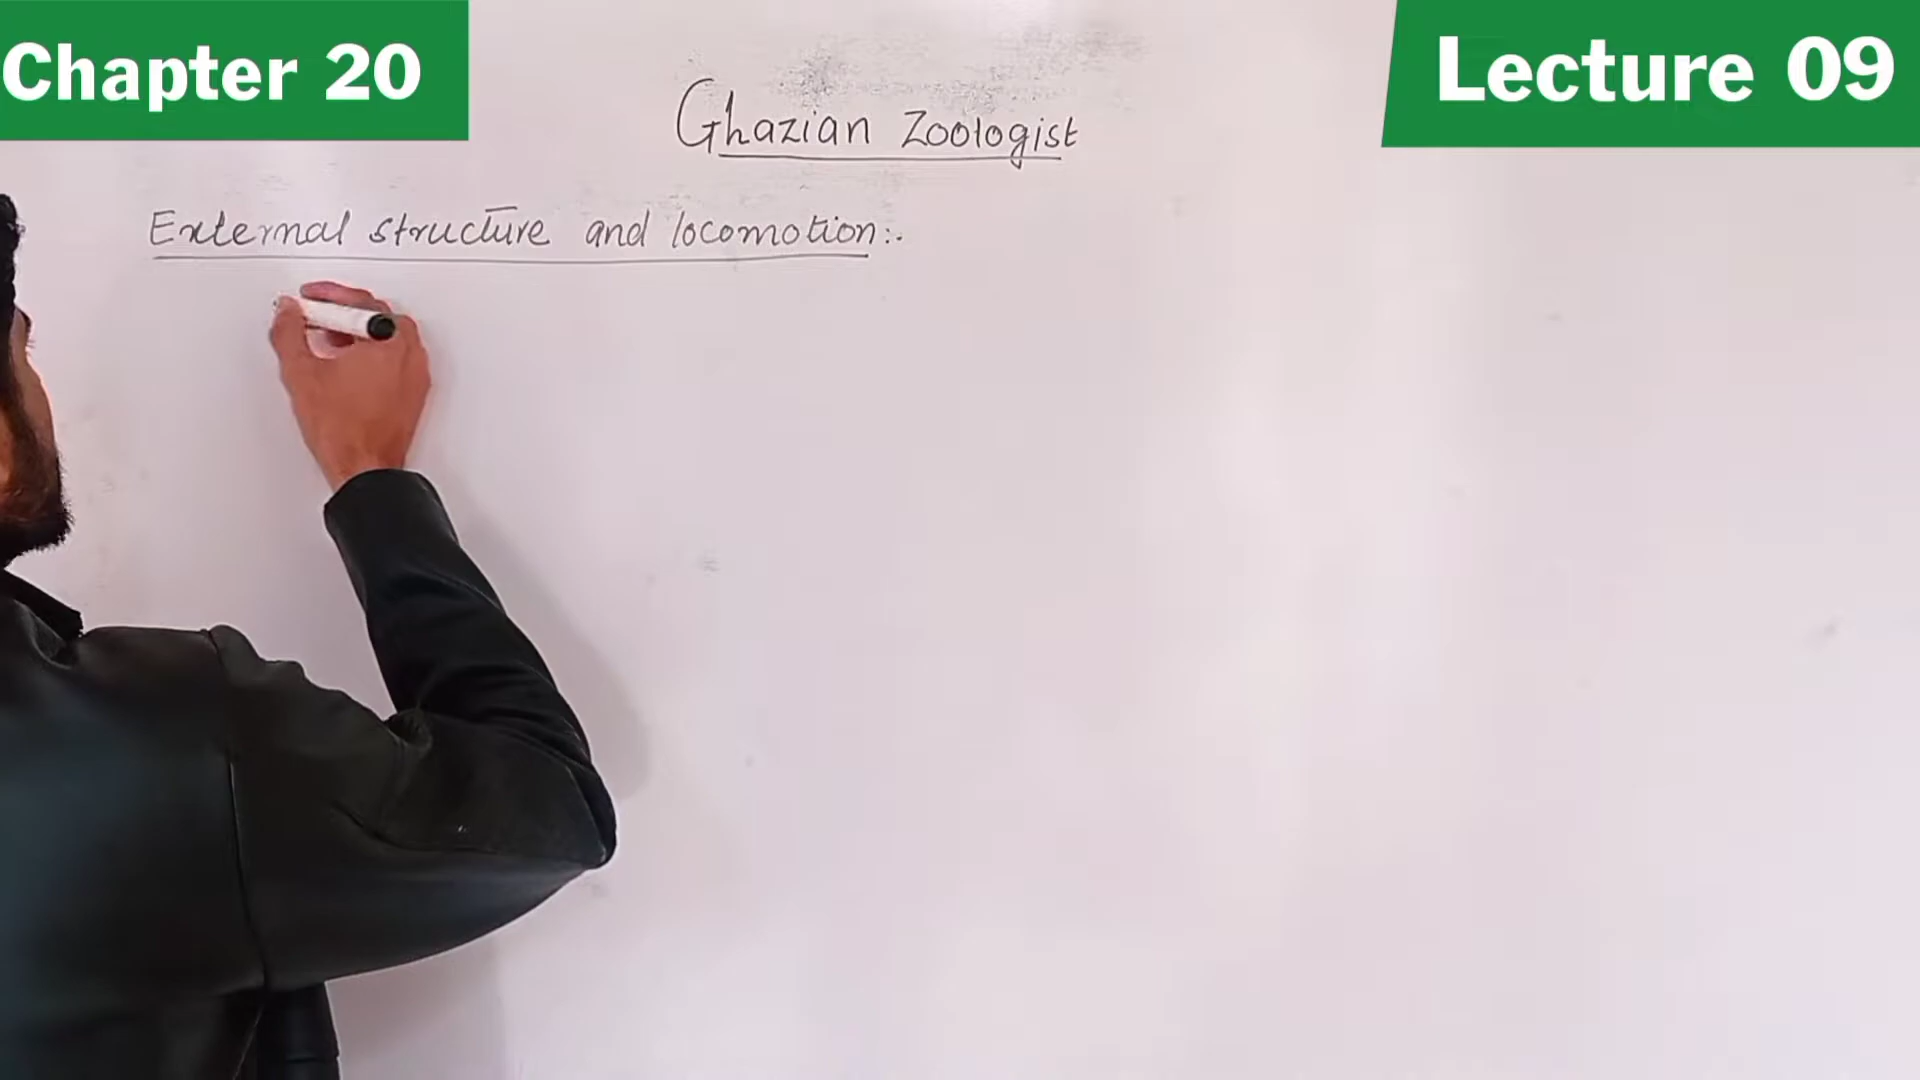 Chapter 20
Lecture 09
Ghazian Zoologist
External structure and locomotion:.